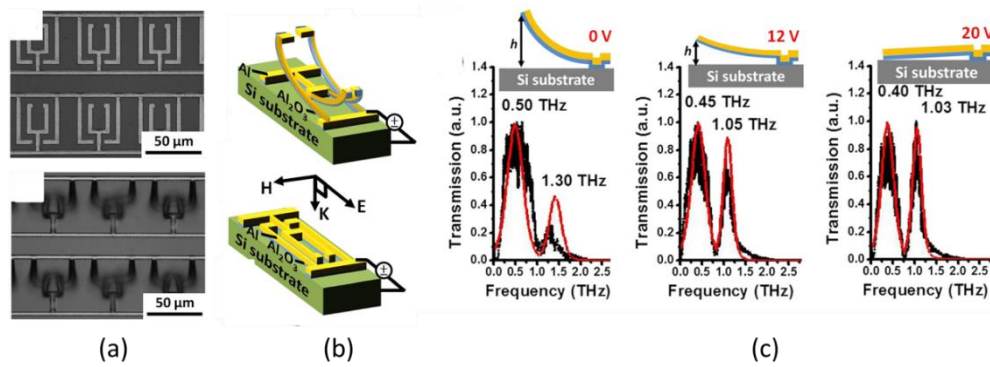 50 µm
50 µm
(a)
Al
Al₂O₃
Si substrate
H
K
E
Al
Al₂O₃
Si substrate
(b)
0 V
h
Si substrate
Transmission (a.u.)
1.4
1.2
1.0
0.8
0.6
0.4
0.2
0.0
0.50 THz
1.30 THz
0.0 0.5 1.0 1.5 2.0 2.5
Frequency (THz)
12 V
h
Si substrate
Transmission (a.u.)
1.4
1.2
1.0
0.8
0.6
0.4
0.2
0.0
0.45 THz
1.05 THz
0.0 0.5 1.0 1.5 2.0 2.5
Frequency (THz)
20 V
Si substrate
Transmission (a.u.)
1.4
1.2
1.0
0.8
0.6
0.4
0.2
0.0
0.40 THz
1.03 THz
0.0 0.5 1.0 1.5 2.0 2.5
Frequency (THz)
(c)